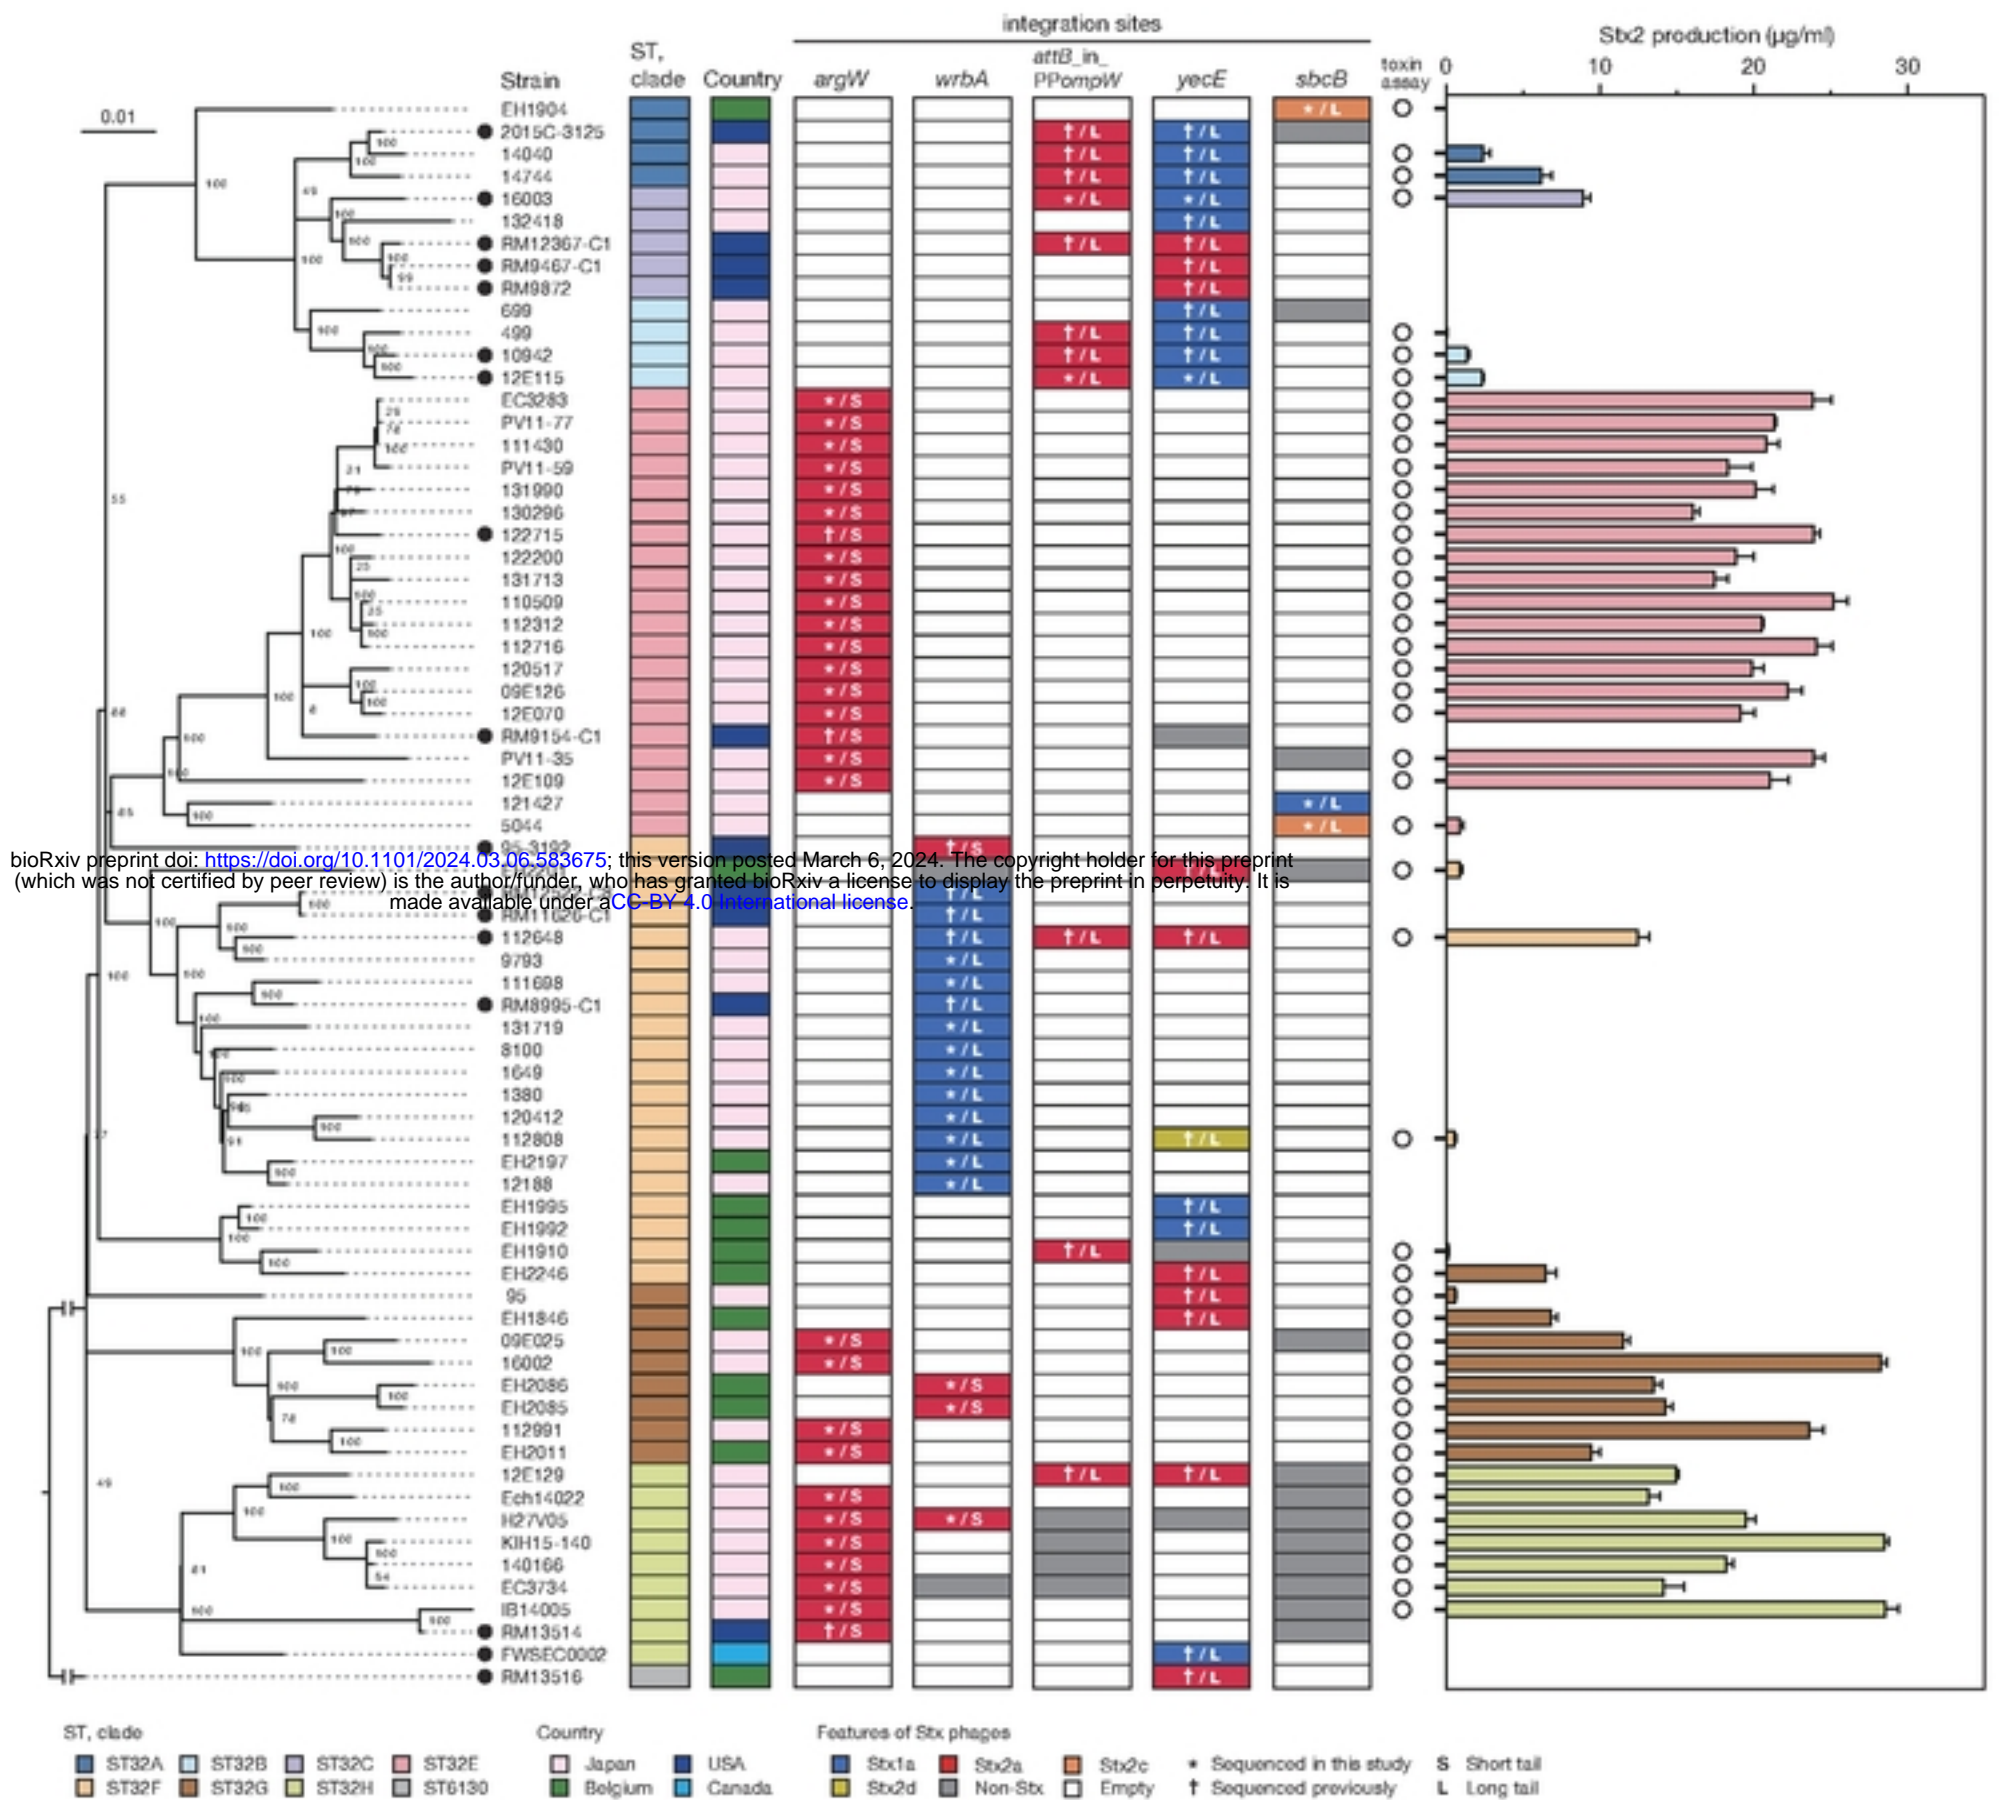 integration sites
Stx2 production (µg/ml)
ST, clade
Strain
Country
argW
wrbA
attB_in_PPompW
yecE
sbcB
toxin assay
0 10 20 30
0.01
EH1904 * / L
2015C-3125 † / L † / L
14040 † / L † / L
14744 † / L † / L
16003 * / L * / L
132418 † / L
RM12367-C1 † / L † / L
RM9467-C1 † / L
RM9872 † / L
699 † / L
499 † / L † / L
10942 † / L † / L
12E115 * / L * / L
EC3283 * / S
PV11-77 * / S
111430 * / S
PV11-59 * / S
131990 * / S
130296 * / S
122715 † / S
122200 * / S
131713 * / S
110509 * / S
112312 * / S
112716 * / S
120517 * / S
09E126 * / S
12E070 * / S
RM9154-C1 † / S
PV11-35 * / S
12E109 * / S
121427 * / L
5044 * / L
95-3192 † / S
bioRxiv preprint doi: https://doi.org/10.1101/2024.03.06.583675; this version posted March 6, 2024. The copyright holder for this preprint
(which was not certified by peer review) is the author/funder, who has granted bioRxiv a license to display the preprint in perpetuity. It is
made available under aCC-BY 4.0 International license.
RM11626-C1 † / L
112648 † / L † / L † / L
9793 * / L
111698 * / L
RM8995-C1 † / L
131719 * / L
8100 * / L
1649 * / L
1380 * / L
120412 * / L
112808 * / L † / L
EH2197 * / L
12188 * / L
EH1995 † / L
EH1992 † / L
EH1910 † / L
EH2246 † / L
95 † / L
EH1846 † / L
09E025 * / S
16002 * / S
EH2086 * / S
EH2085 * / S
112991 * / S
EH2011 * / S
12E129 † / L † / L
Ech14022 * / S
H27V05 * / S * / S
KIH15-140 * / S
140166 * / S
EC3734 * / S
IB14005 * / S
RM13514 † / S
FWSEC0002 † / L
RM13516 † / L
ST, clade
Country
Features of Stx phages
ST32A ST32B ST32C ST32E Japan USA Stx1a Stx2a Stx2c * Sequenced in this study S Short tail
ST32F ST32G ST32H ST6130 Belgium Canada Stx2d Non-Stx Empty † Sequenced previously L Long tail